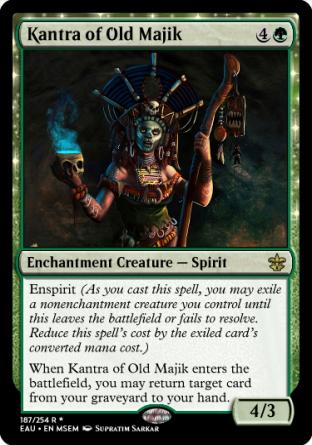 Kantra of Old Majik 4
Enchantment Creature — Spirit
Enspirit (As you cast this spell, you may exile
a nonenchantment creature you control until
this leaves the battlefield or fails to resolve.
Reduce this spell's cost by the exiled card's
converted mana cost.)
When Kantra of Old Majik enters the
battlefield, you may return target card
from your graveyard to your hand.
4/3
187/254 R *
EAU • EN MSEM SUPRATIM SARKAR